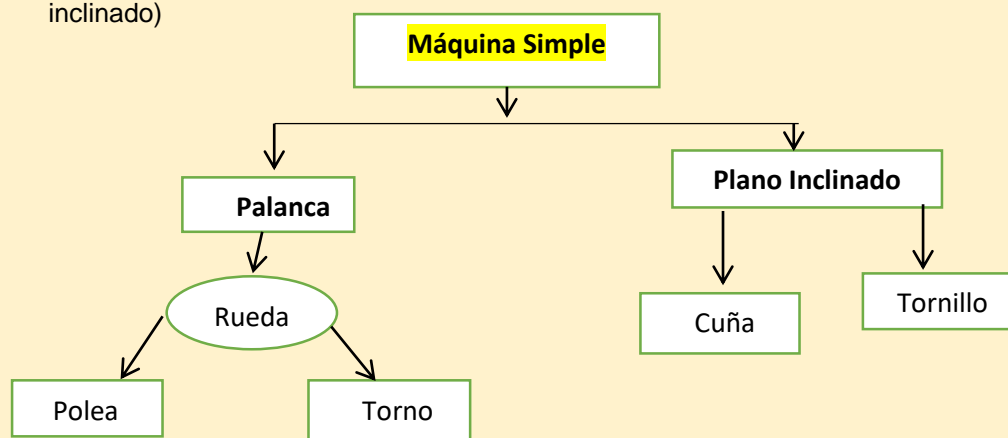 inclinado)
Máquina Simple
Palanca
Plano Inclinado
Rueda
Cuña
Tornillo
Polea
Torno